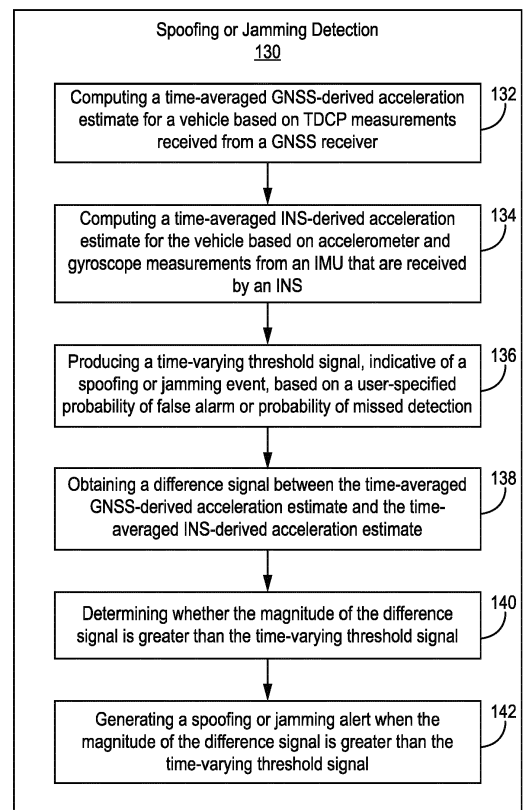 Spoofing or Jamming Detection
130
Computing a time-averaged GNSS-derived acceleration
estimate for a vehicle based on TDCP measurements
received from a GNSS receiver
132
Computing a time-averaged INS-derived acceleration
estimate for the vehicle based on accelerometer and
gyroscope measurements from an IMU that are received
by an INS
134
Producing a time-varying threshold signal, indicative of a
spoofing or jamming event, based on a user-specified
probability of false alarm or probability of missed detection
136
Obtaining a difference signal between the time-averaged
GNSS-derived acceleration estimate and the time-
averaged INS-derived acceleration estimate
138
Determining whether the magnitude of the difference
signal is greater than the time-varying threshold signal
140
Generating a spoofing or jamming alert when the
magnitude of the difference signal is greater than the
time-varying threshold signal
142